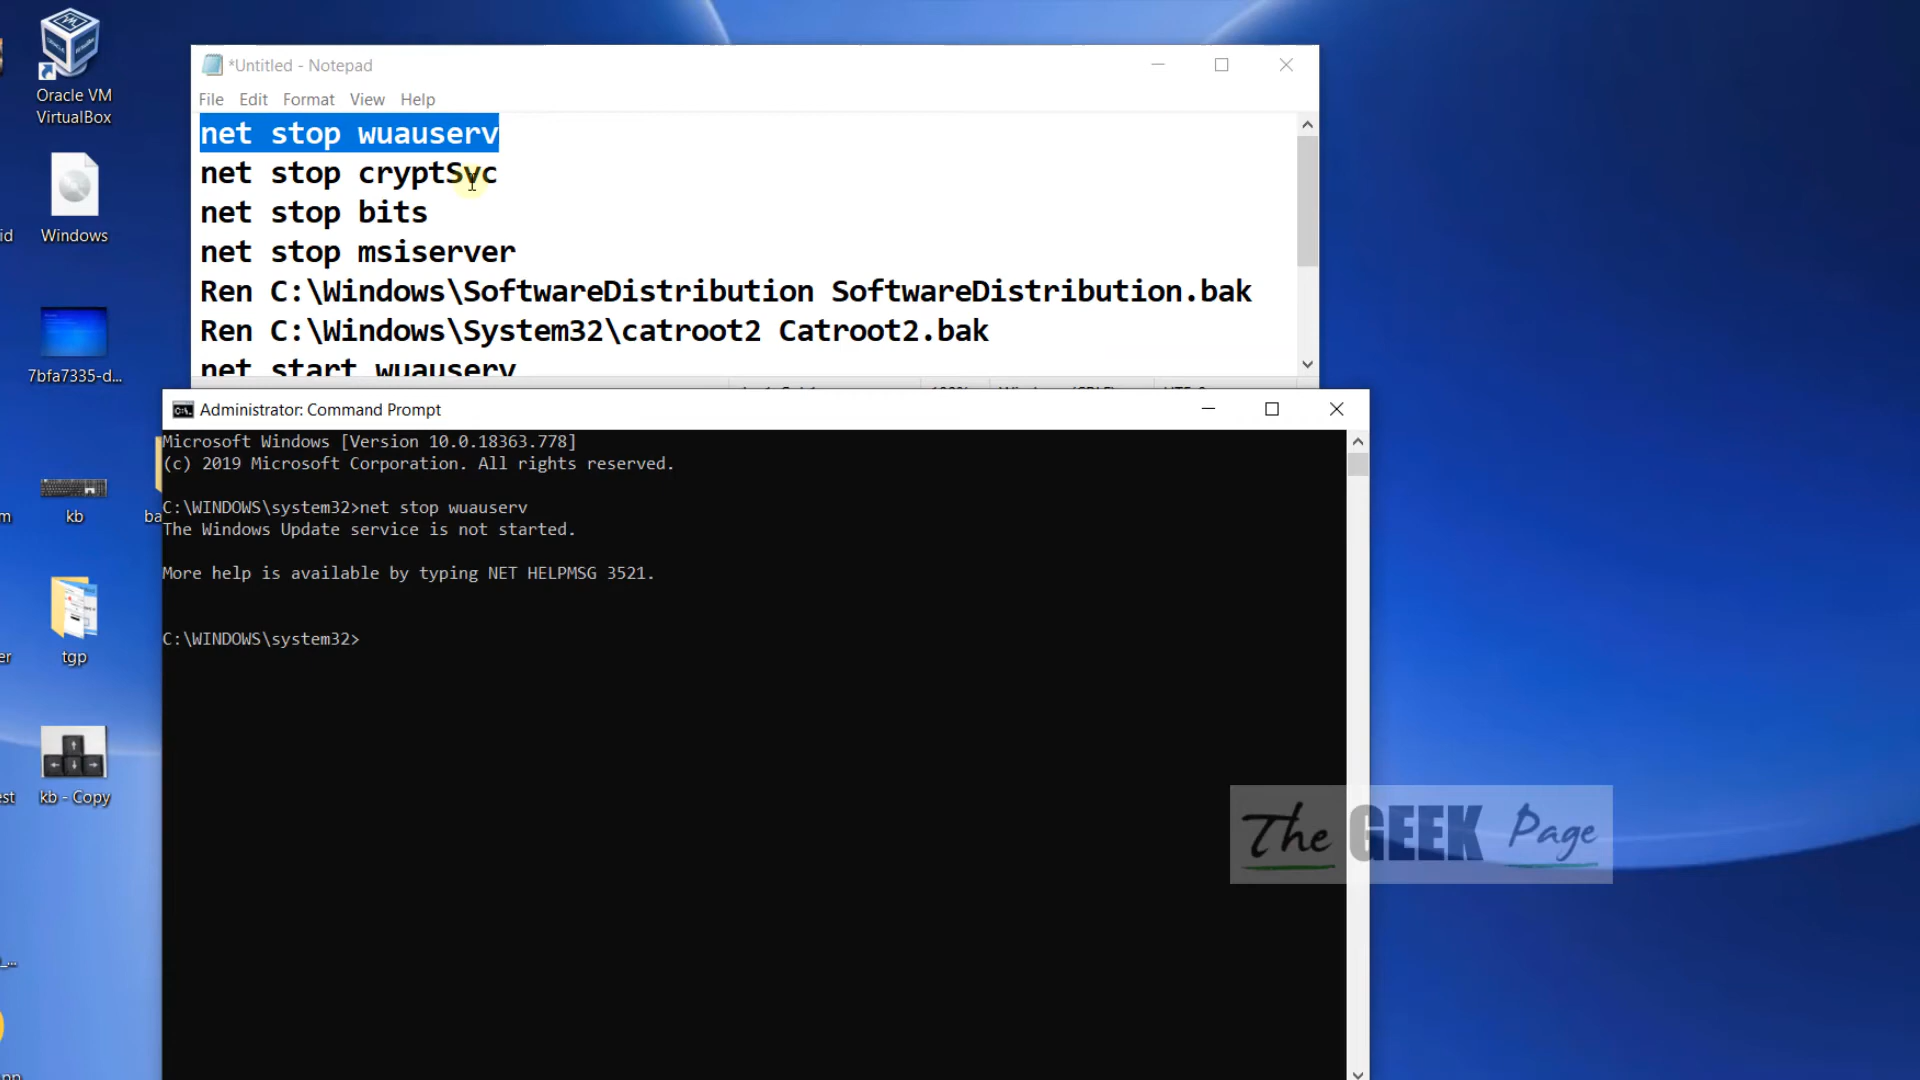 Oracle VM
VirtualBox
Windows
7bfa7335-d...
kb
tgp
kb - Copy
*Untitled - Notepad
File Edit Format View Help
net stop wuauserv
net stop cryptSvc
net stop bits
net stop msiserver
Ren C:\Windows\SoftwareDistribution SoftwareDistribution.bak
Ren C:\Windows\System32\catroot2 Catroot2.bak
net start wuauserv
Administrator: Command Prompt
Microsoft Windows [Version 10.0.18363.778]
(c) 2019 Microsoft Corporation. All rights reserved.
C:\WINDOWS\system32>net stop wuauserv
The Windows Update service is not started.
More help is available by typing NET HELPMSG 3521.
C:\WINDOWS\system32>
The GEEK Page